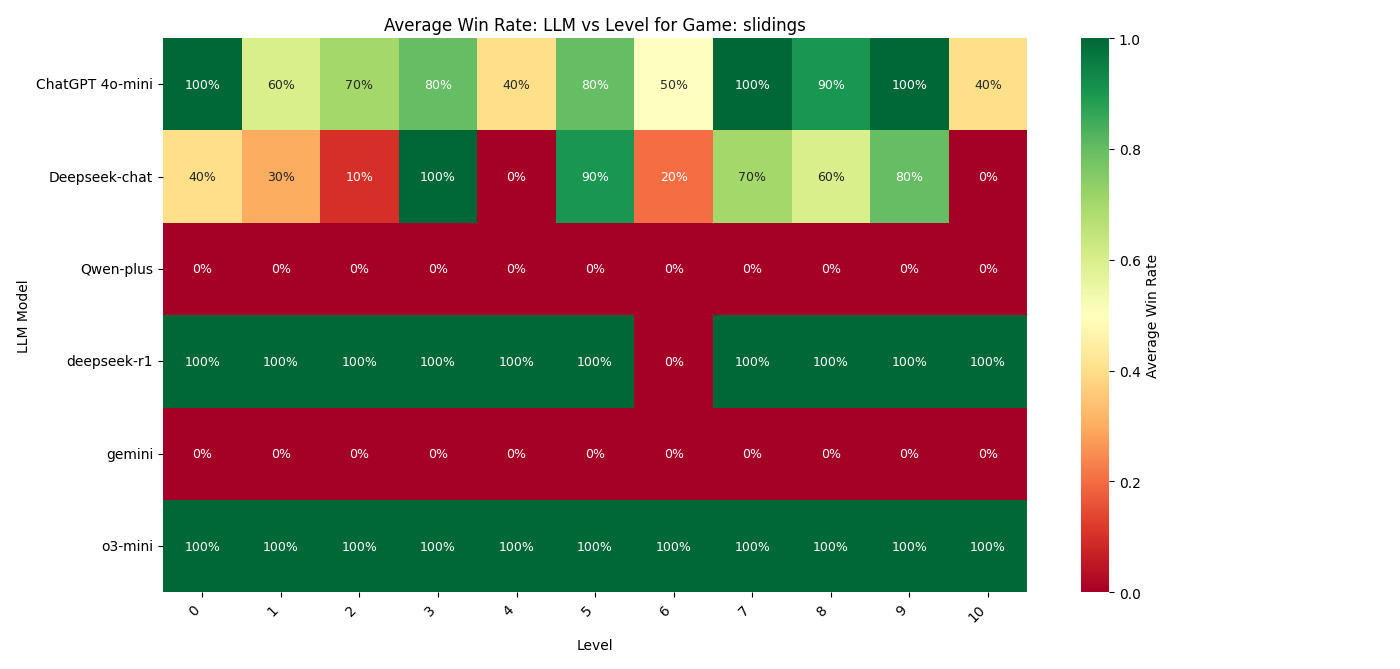 Average Win Rate: LLM vs Level for Game: slidings
LLM Model
ChatGPT 4o-mini 100% 60% 70% 80% 40% 80% 50% 100% 90% 100% 40%
Deepseek-chat 40% 30% 10% 100% 0% 90% 20% 70% 60% 80% 0%
Qwen-plus 0% 0% 0% 0% 0% 0% 0% 0% 0% 0% 0%
deepseek-r1 100% 100% 100% 100% 100% 100% 0% 100% 100% 100% 100%
gemini 0% 0% 0% 0% 0% 0% 0% 0% 0% 0% 0%
o3-mini 100% 100% 100% 100% 100% 100% 100% 100% 100% 100% 100%
0 1 2 3 4 5 6 7 8 9 10
Level
1.0
0.8
0.6
0.4
0.2
0.0
Average Win Rate